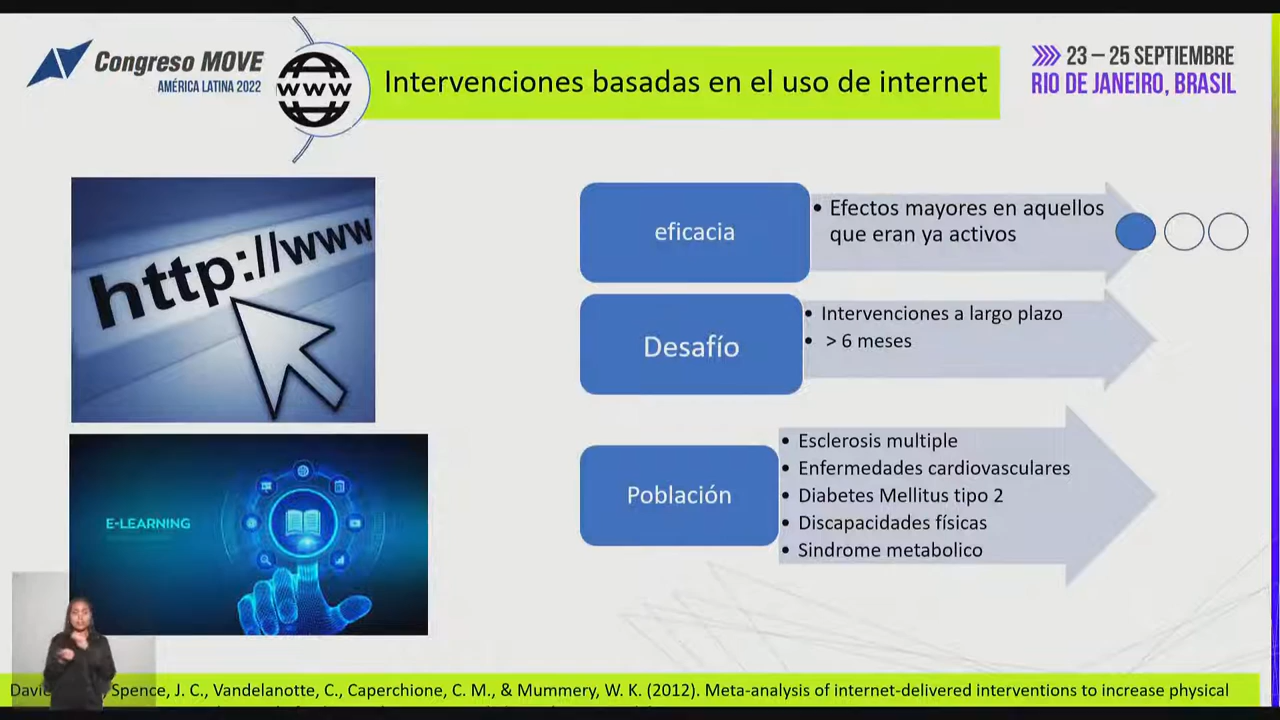 Congreso MOVE
AMÉRICA LATINA 2022
www
Intervenciones basadas en el uso de internet
23 – 25 SEPTIEMBRE
RIO DE JANEIRO, BRASIL
http://www
E-LEARNING
eficacia
• Efectos mayores en aquellos
que eran ya activos
Desafío
• Intervenciones a largo plazo
• > 6 meses
Población
• Esclerosis multiple
• Enfermedades cardiovasculares
• Diabetes Mellitus tipo 2
• Discapacidades físicas
• Sindrome metabolico
Spence, J. C., Vandelanotte, C., Caperchione, C. M., & Mummery, W. K. (2012). Meta-analysis of internet-delivered interventions to increase physical